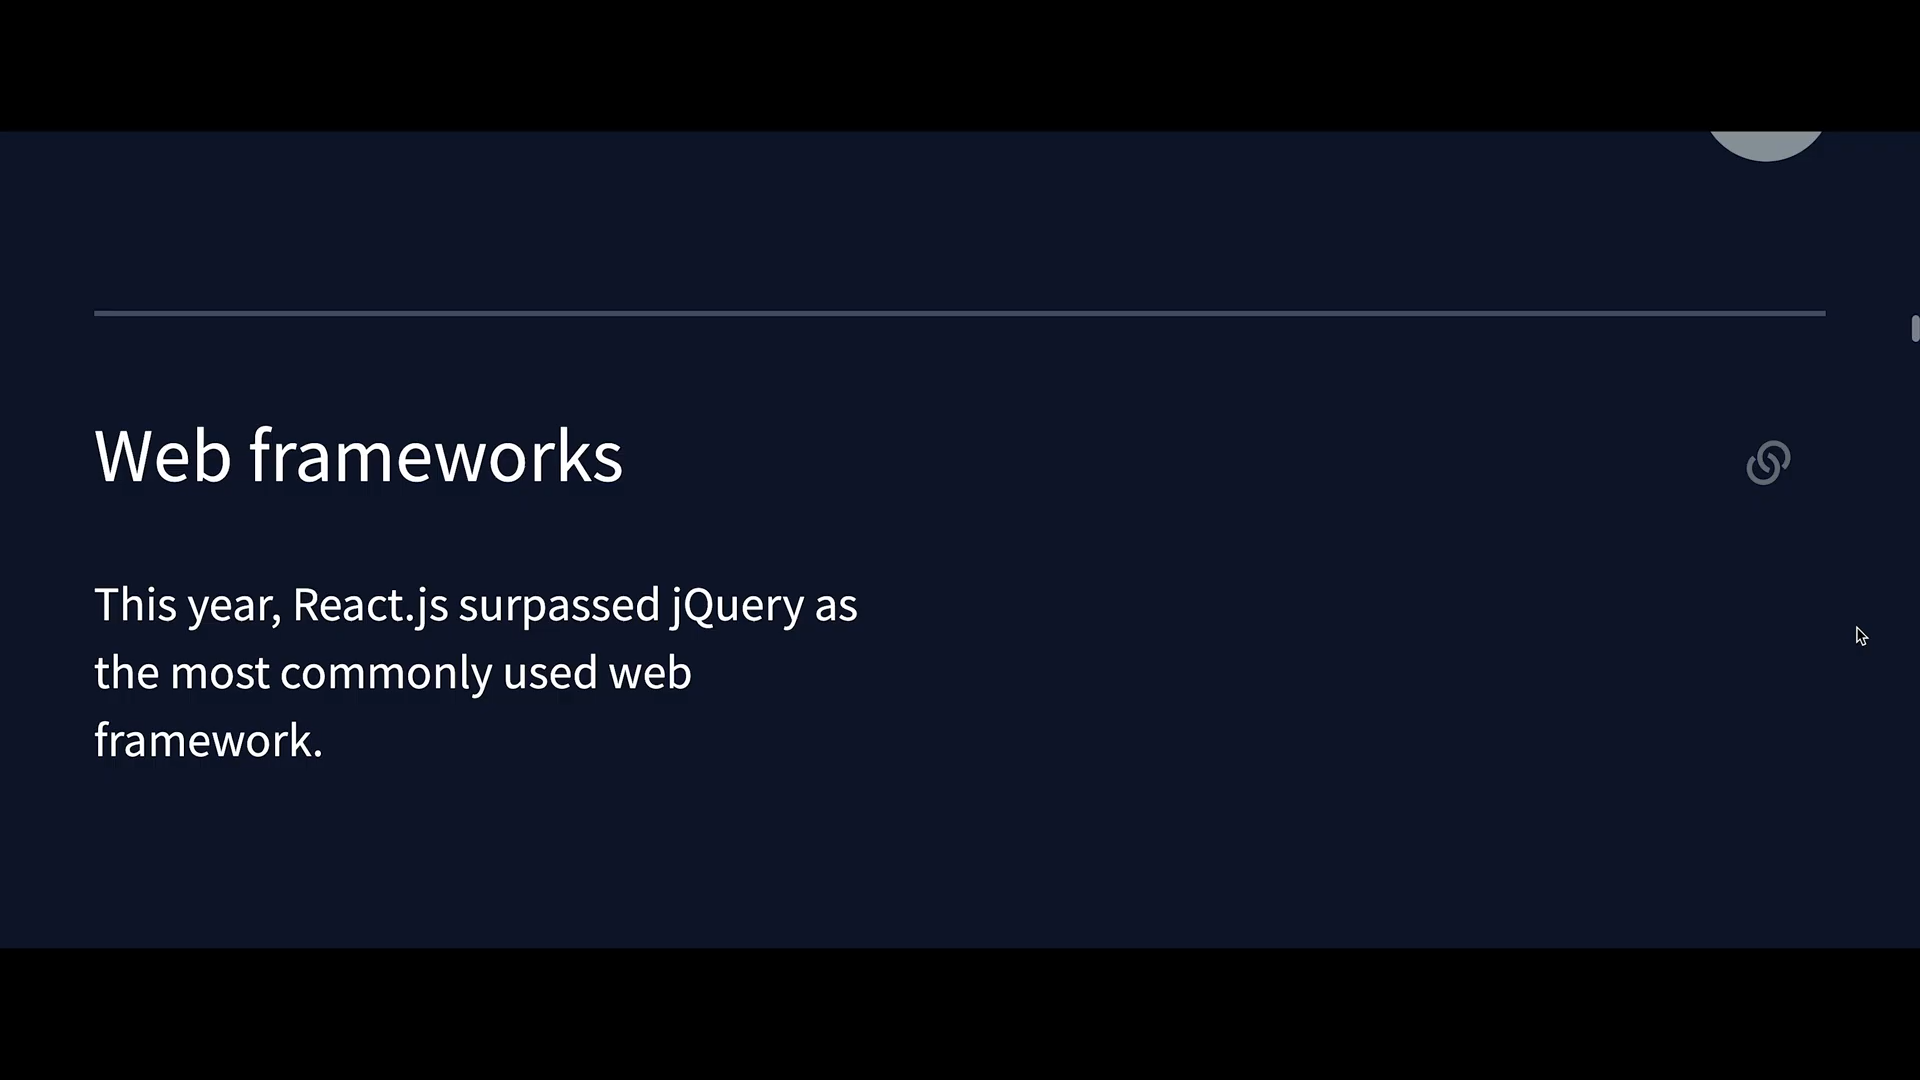 Web frameworks
This year, React.js surpassed jQuery as
the most commonly used web
framework.